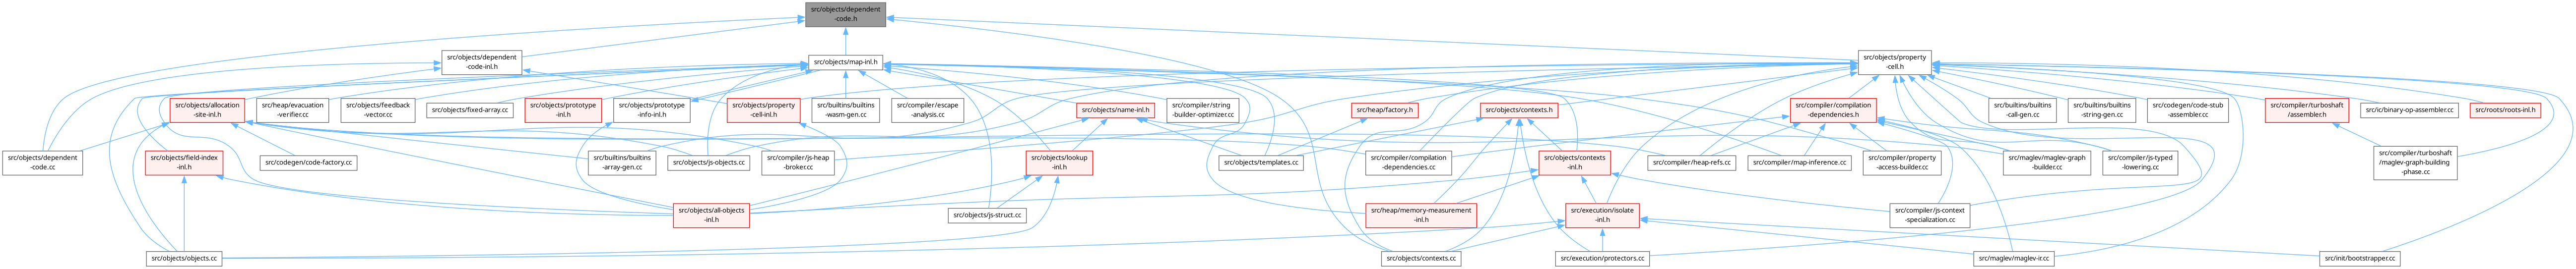 src/objects/dependent
-code.h
src/objects/dependent
-code-inl.h
src/objects/map-inl.h
src/objects/property
-cell.h
src/objects/allocation
-site-inl.h
src/heap/evacuation
-verifier.cc
src/objects/feedback
-vector.cc
src/objects/fixed-array.cc
src/objects/prototype
-inl.h
src/objects/prototype
-info-inl.h
src/objects/property
-cell-inl.h
src/builtins/builtins
-wasm-gen.cc
src/compiler/escape
-analysis.cc
src/objects/name-inl.h
src/compiler/string
-builder-optimizer.cc
src/heap/factory.h
src/objects/contexts.h
src/compiler/compilation
-dependencies.h
src/builtins/builtins
-call-gen.cc
src/builtins/builtins
-string-gen.cc
src/codegen/code-stub
-assembler.cc
src/compiler/turboshaft
/assembler.h
src/ic/binary-op-assembler.cc
src/roots/roots-inl.h
src/objects/dependent
-code.cc
src/objects/field-index
-inl.h
src/codegen/code-factory.cc
src/builtins/builtins
-array-gen.cc
src/objects/js-objects.cc
src/compiler/js-heap
-broker.cc
src/objects/lookup
-inl.h
src/objects/templates.cc
src/compiler/compilation
-dependencies.cc
src/objects/contexts
-inl.h
src/compiler/heap-refs.cc
src/compiler/map-inference.cc
src/compiler/property
-access-builder.cc
src/maglev/maglev-graph
-builder.cc
src/compiler/js-typed
-lowering.cc
src/compiler/turboshaft
/maglev-graph-building
-phase.cc
src/objects/all-objects
-inl.h
src/objects/js-struct.cc
src/heap/memory-measurement
-inl.h
src/execution/isolate
-inl.h
src/compiler/js-context
-specialization.cc
src/objects/objects.cc
src/objects/contexts.cc
src/execution/protectors.cc
src/maglev/maglev-ir.cc
src/init/bootstrapper.cc